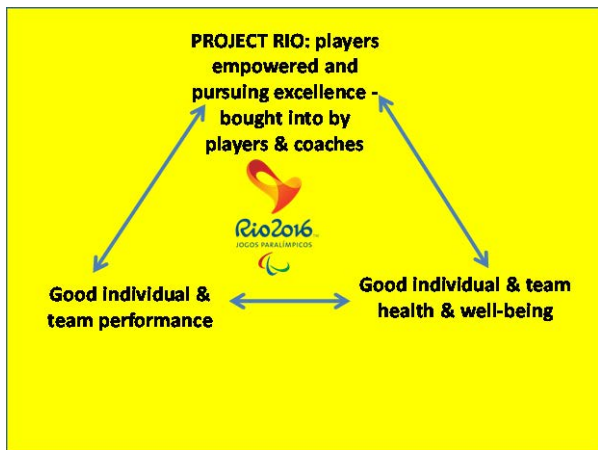 PROJECT RIO: players
empowered and
pursuing excellence -
bought into by
players & coaches
Rio2016™
JOGOS PARALÍMPICOS
Good individual &
team performance
Good individual & team
health & well-being